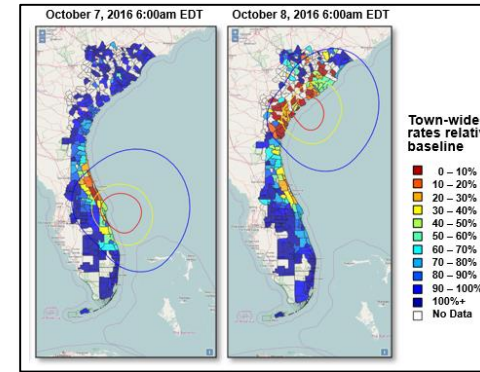 October 7, 2016 6:00am EDT
October 8, 2016 6:00am EDT
Town-wide
rates relativ
baseline
0 – 10%
10 – 20%
20 – 30%
30 – 40%
40 – 50%
50 – 60%
60 – 70%
70 – 80%
80 – 90%
90 – 100%
100%+
No Data